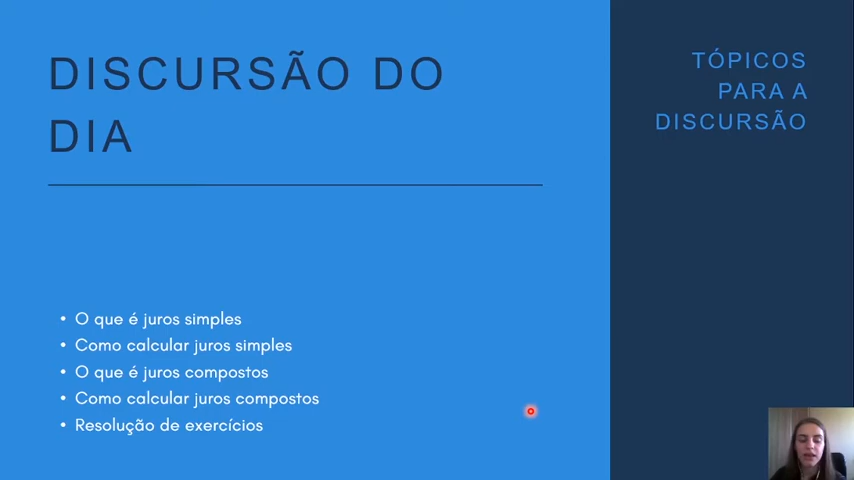 DISCURSÃO DO
DIA
• O que é juros simples
• Como calcular juros simples
• O que é juros compostos
• Como calcular juros compostos
• Resolução de exercícios
TÓPICOS
PARA A
DISCURSÃO